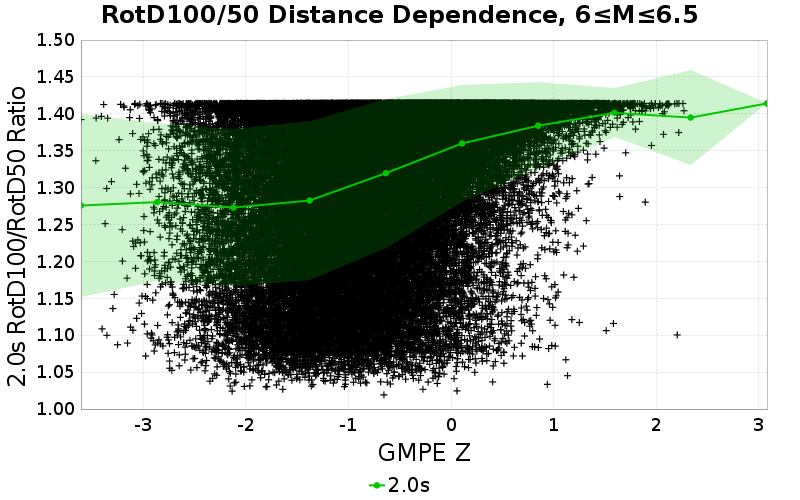 RotD100/50 Distance Dependence, 6≤M≤6.5
2.0s RotD100/RotD50 Ratio
1.50
1.45
1.40
1.35
1.30
1.25
1.20
1.15
1.10
1.05
1.00
-3 -2 -1 0 1 2 3
GMPE Z
2.0s